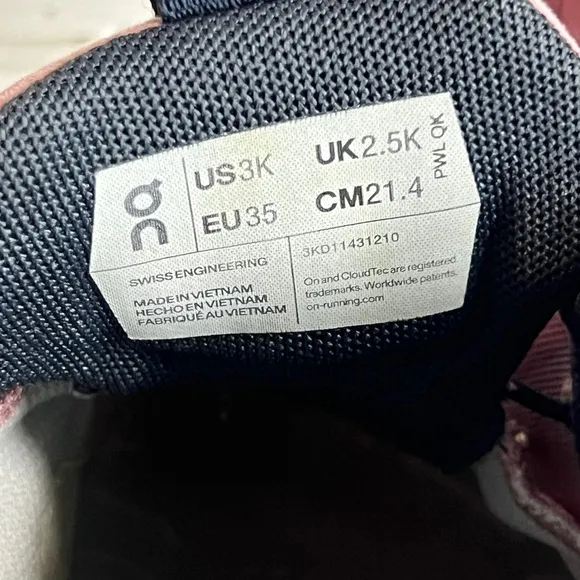 US3K
UK2.5K
EU35
CM21.4
PWL QK
SWISS ENGINEERING
MADE IN VIETNAM
HECHO EN VIETNAM
FABRIQUÉ AU VIETNAM
3KD11431210
On and CloudTec are registered
trademarks. Worldwide patents.
on-running.com